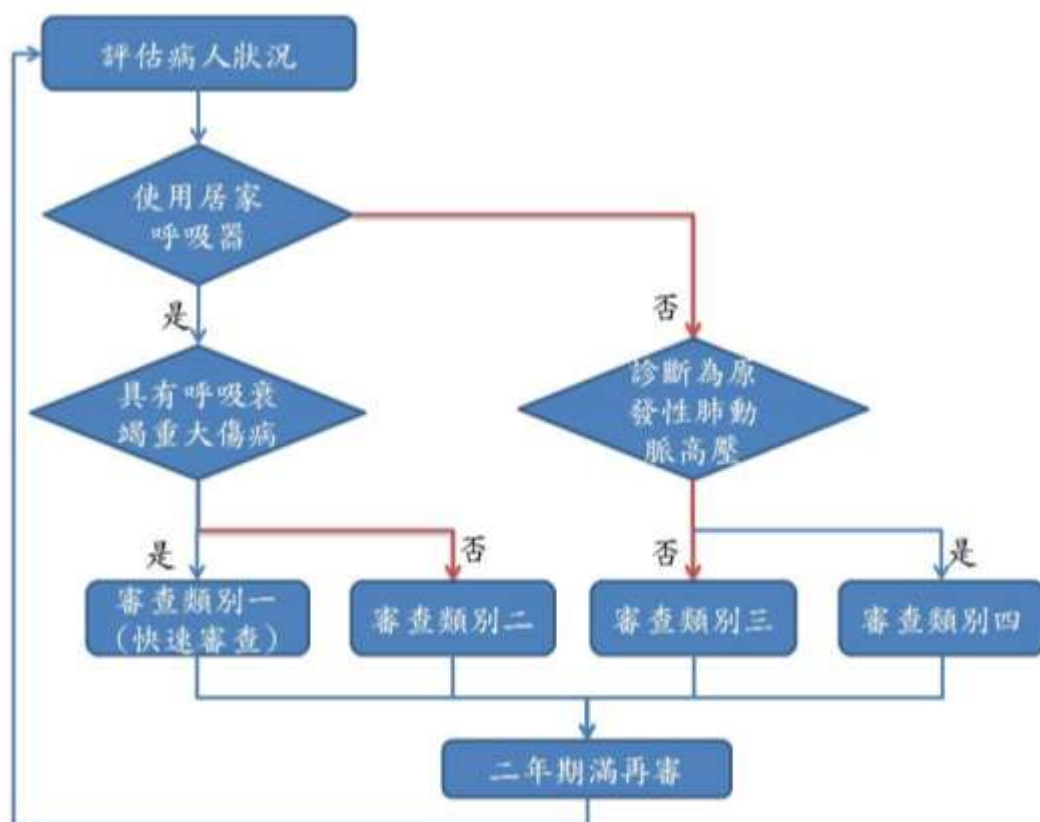 評估病人狀況
使用居家
呼吸器
是
否
具有呼吸衰
竭重大傷病
診斷為原
發性肺動
脈高壓
是
否
否
是
審查類別一
(快速審查)
審查類別二
審查類別三
審查類別四
二年期滿再審